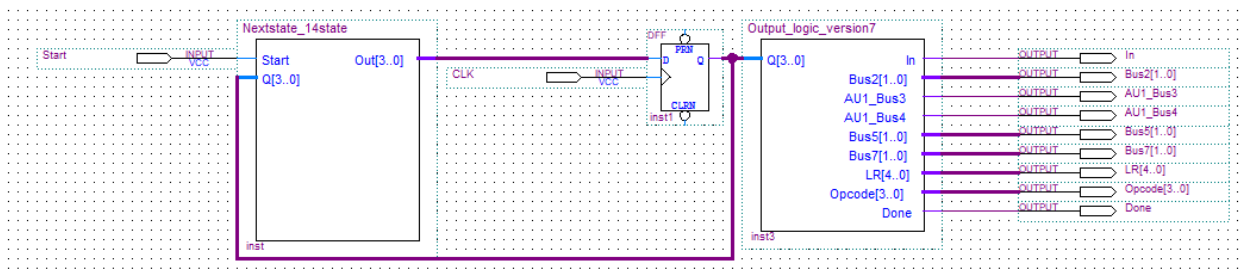 Nextstate_14state
Start
INPUT
VCC
Start
Q[3..0]
Out[3..0]
inst
CLK
INPUT
VCC
DFF
PRN
D
Q
CLRN
inst1
Output_logic_version7
Q[3..0]
In
Bus2[1..0]
AU1_Bus3
AU1_Bus4
Bus5[1..0]
Bus7[1..0]
LR[4..0]
Opcode[3..0]
Done
inst3
OUTPUT
In
OUTPUT
Bus2[1..0]
OUTPUT
AU1_Bus3
OUTPUT
AU1_Bus4
OUTPUT
Bus5[1..0]
OUTPUT
Bus7[1..0]
OUTPUT
LR[4..0]
OUTPUT
Opcode[3..0]
OUTPUT
Done